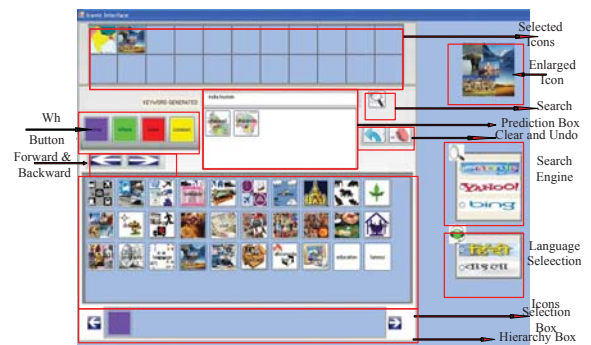 Iconic Interface
Selected
Icons
Enlarged
Icon
KEYWORD GENERATED
india tourism
Search
Wh
Button
Prediction Box
Clear and Undo
Forward &
Backward
Search
Engine
Google
YAHOO!
bing
Language
Seleection
हिंदी
বাংলা
education
Icons
Selection
Box
Hierarchy Box